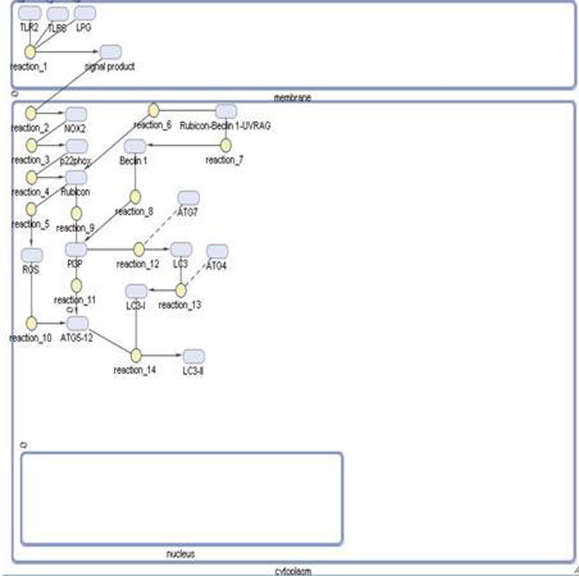 TLR2 TLR6 LPG
reaction_1 signal product
membrane
reaction_2 NOX2 reaction_6 Rubicon-Beclin 1-UVRAG
reaction_3 p22phox Beclin 1 reaction_7
reaction_4 Rubicon
reaction_5 reaction_9 reaction_8 ATG7
ROS PI3P reaction_12 LC3 ATG4
reaction_11 LC3-I reaction_13
reaction_10 ATG5-12
reaction_14 LC3-II
nucleus
cytoplasm